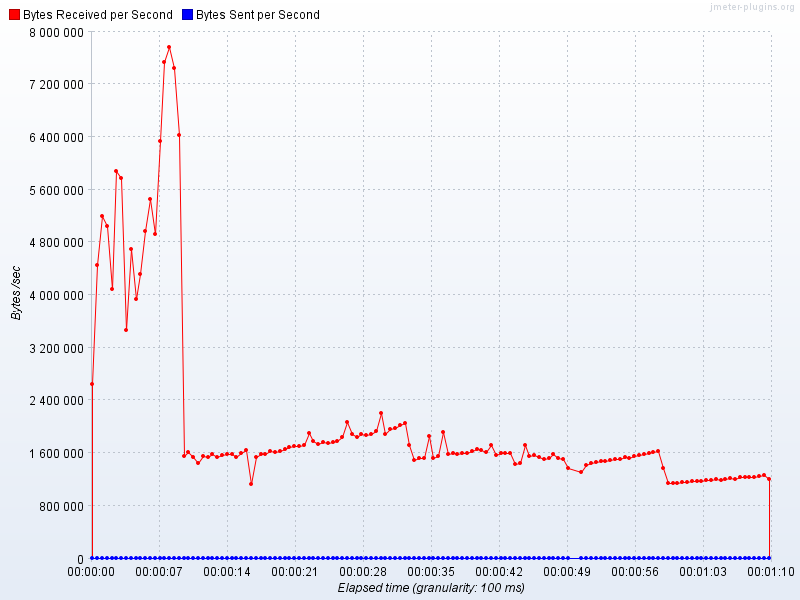 jmeter-plugins.org
Bytes Received per Second Bytes Sent per Second
8 000 000
7 200 000
6 400 000
5 600 000
4 800 000
4 000 000
3 200 000
2 400 000
1 600 000
800 000
0
Bytes /sec
00:00:00 00:00:07 00:00:14 00:00:21 00:00:28 00:00:35 00:00:42 00:00:49 00:00:56 00:01:03 00:01:10
Elapsed time (granularity: 100 ms)